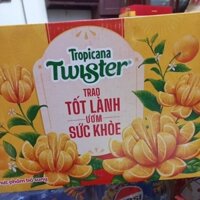 Tropicana
Twister®
TRAO
TỐT LÀNH
ƯƠM
SỨC KHỎE